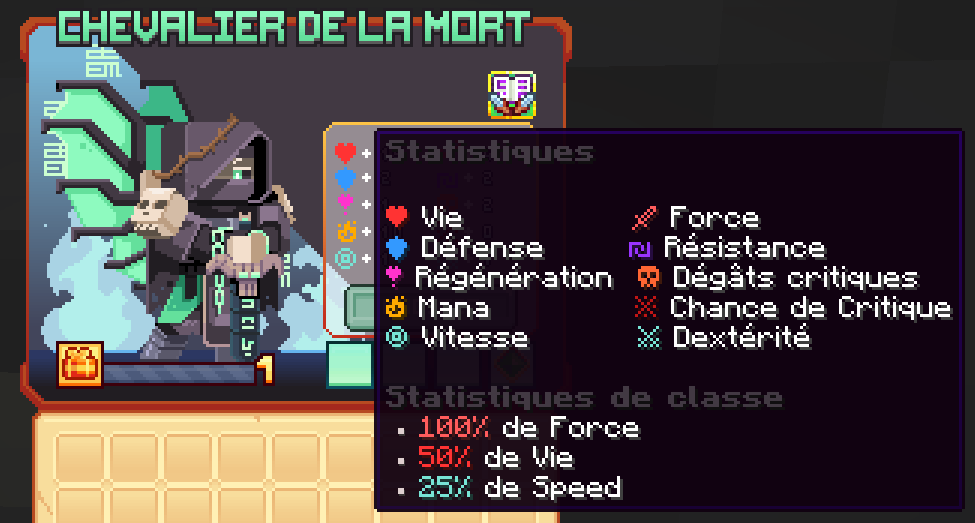 CHEVALIER DE LA MORT
Statistiques
Vie
Force
Défense
Résistance
Régénération
Dégâts critiques
Mana
Chance de Critique
Vitesse
Dextérité
1
Statistiques de classe
100% de Force
50% de Vie
25% de Speed